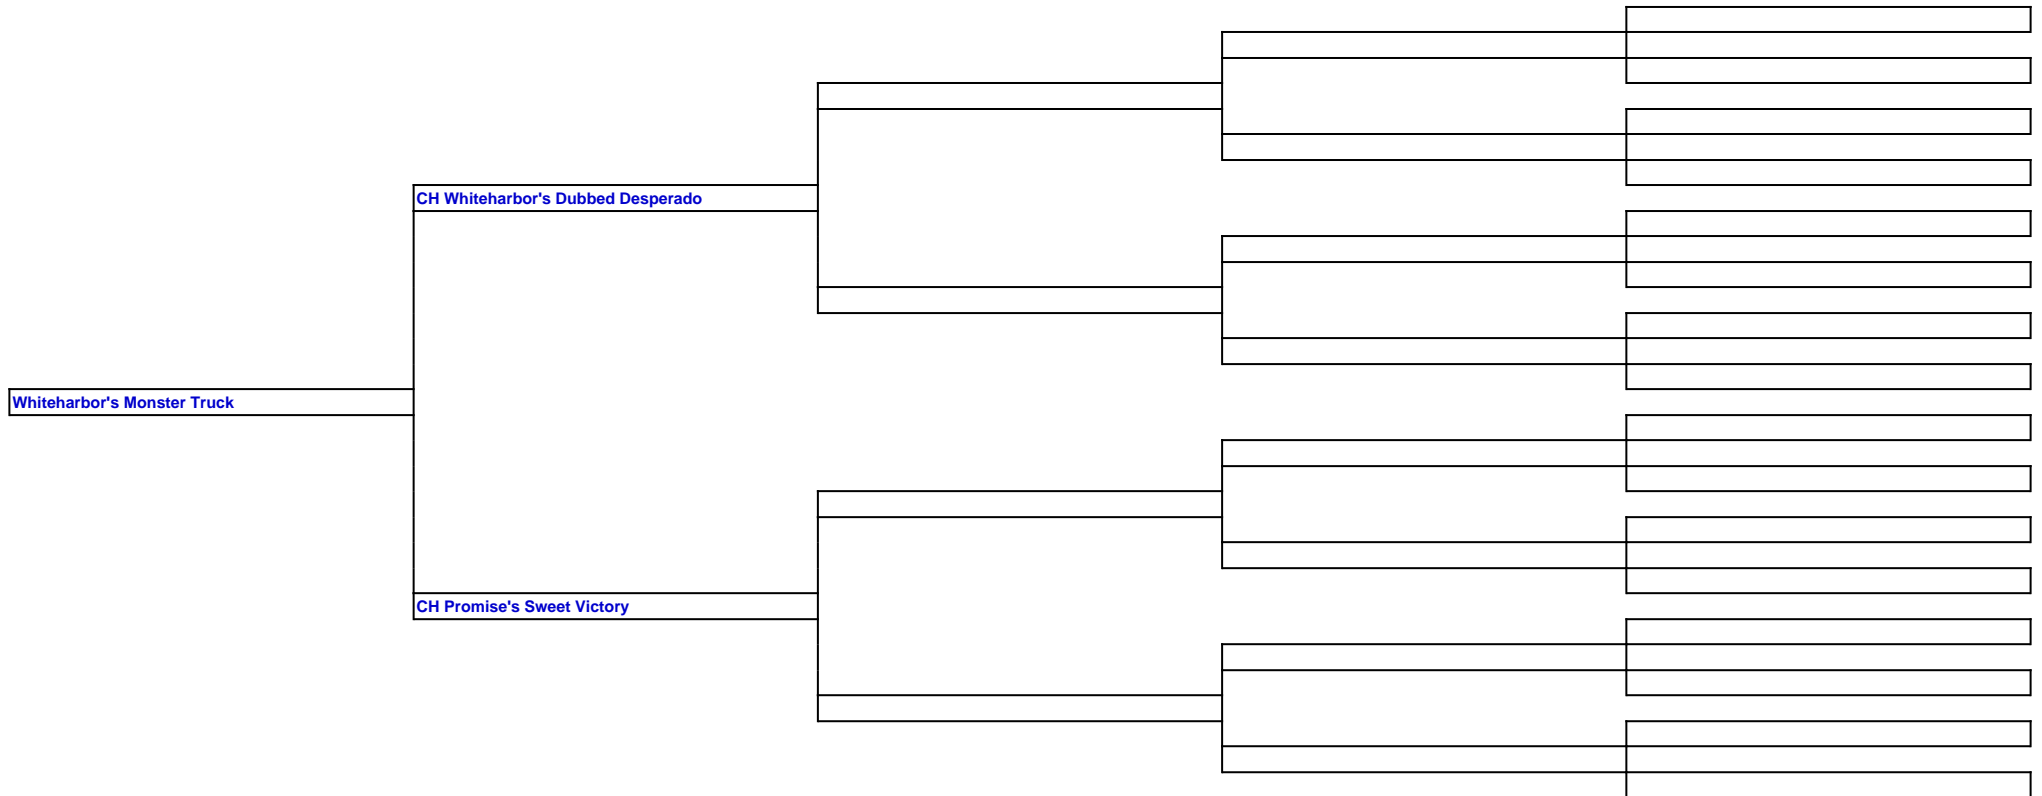 CH Whiteharbor's Dubbed Desperado
Whiteharbor's Monster Truck
CH Promise's Sweet Victory